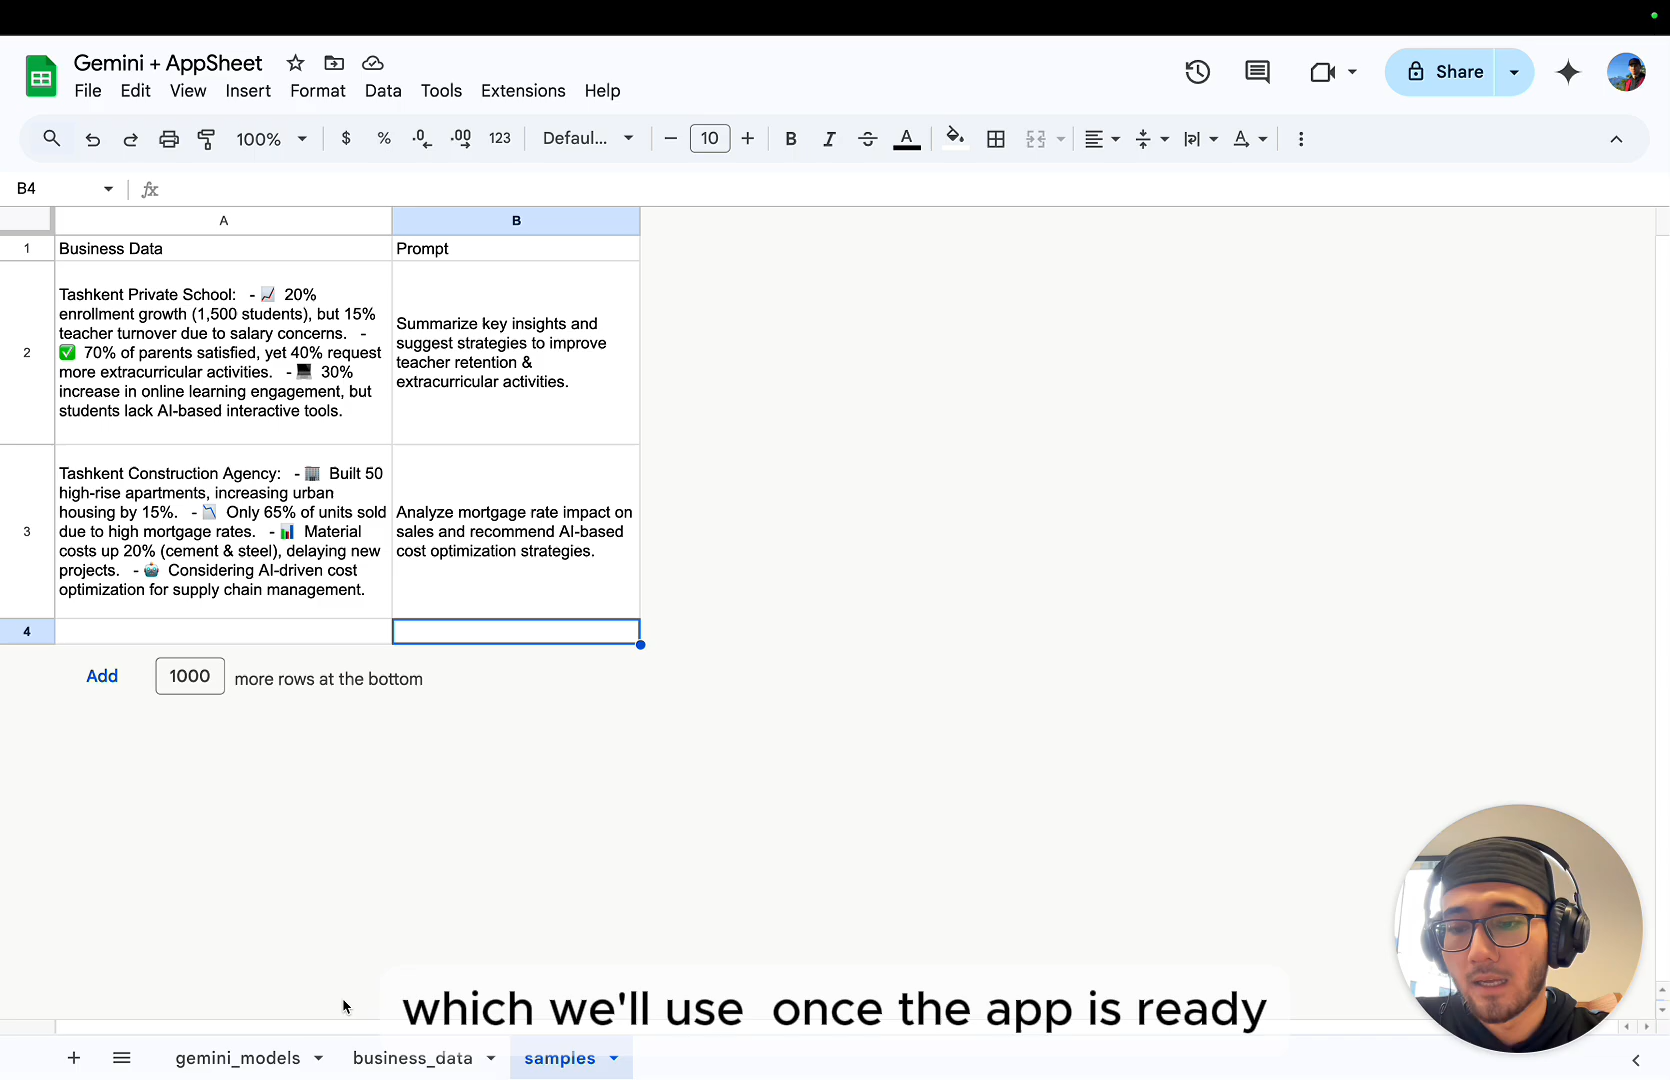 Gemini + AppSheet
Share
File Edit View Insert Format Data Tools Extensions Help
100% $ % .0 .00 123 Defaul... 10 B I A
B4 fx
A B
1 Business Data Prompt
2
Tashkent Private School: - 📈 20%
enrollment growth (1,500 students), but 15%
teacher turnover due to salary concerns. -
✅ 70% of parents satisfied, yet 40% request
more extracurricular activities. - 💻 30%
increase in online learning engagement, but
students lack AI-based interactive tools.
Summarize key insights and
suggest strategies to improve
teacher retention &
extracurricular activities.
3
Tashkent Construction Agency: - 🏢 Built 50
high-rise apartments, increasing urban
housing by 15%. - 📉 Only 65% of units sold
due to high mortgage rates. - 📊 Material
costs up 20% (cement & steel), delaying new
projects. - 🤖 Considering AI-driven cost
optimization for supply chain management.
Analyze mortgage rate impact on
sales and recommend AI-based
cost optimization strategies.
4
Add 1000 more rows at the bottom
which we'll use once the app is ready
gemini_models business_data samples